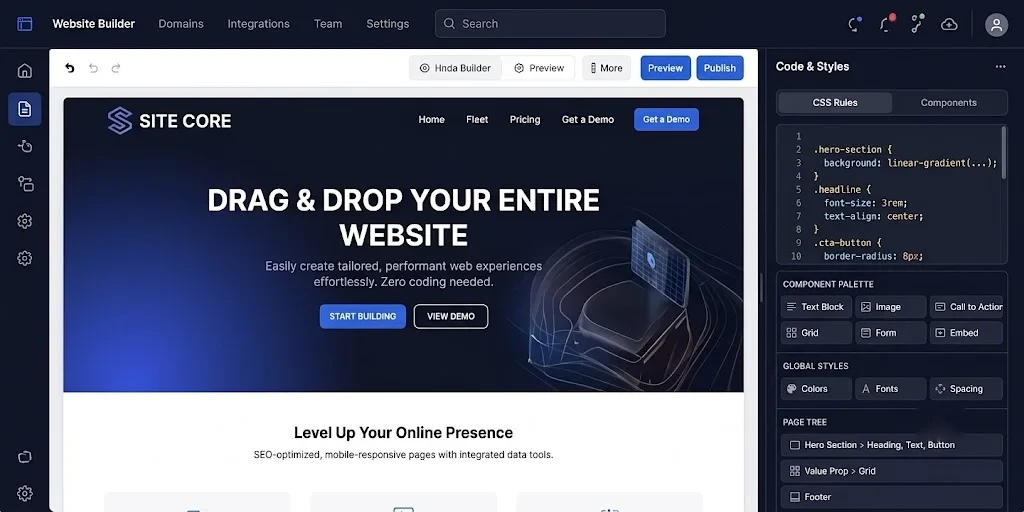 Website Builder Domains Integrations Team Settings Search
Hnda Builder Preview More Preview Publish
SITE CORE Home Fleet Pricing Get a Demo Get a Demo
DRAG & DROP YOUR ENTIRE
WEBSITE
Easily create tailored, performant web experiences
effortlessly. Zero coding needed.
START BUILDING VIEW DEMO
Level Up Your Online Presence
SEO-optimized, mobile-responsive pages with integrated data tools.
Code & Styles
CSS Rules Components
1
2 .hero-section {
3 background: linear-gradient(...);
4 }
5 .headline {
6 font-size: 3rem;
7 text-align: center;
8 }
9 .cta-button {
10 border-radius: 8px;
COMPONENT PALETTE
Text Block Image Call to Action
Grid Form Embed
GLOBAL STYLES
Colors Fonts Spacing
PAGE TREE
Hero Section > Heading, Text, Button
Value Prop > Grid
Footer